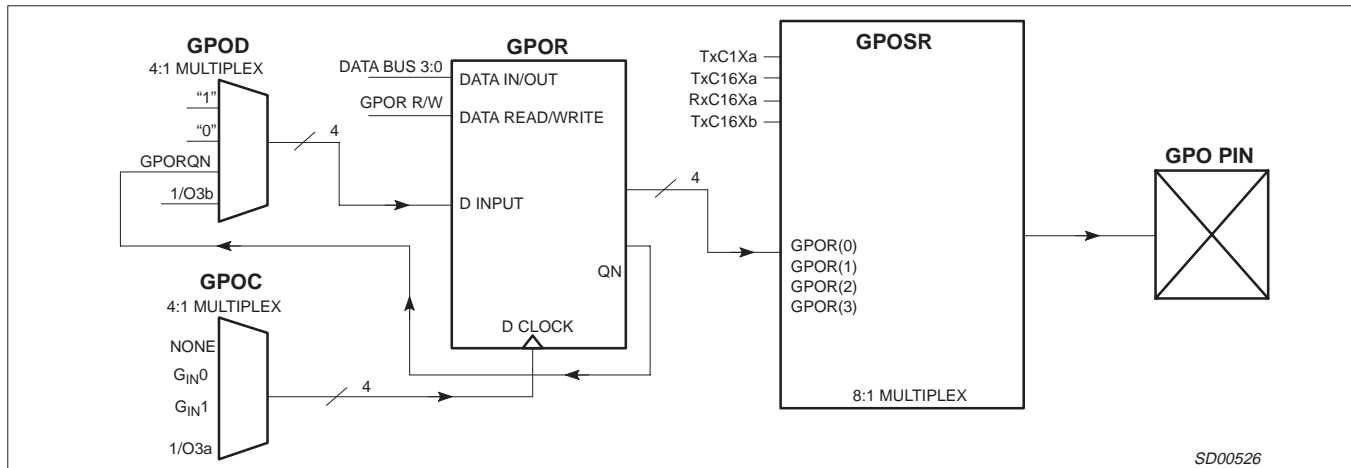 GPOD
4:1 MULTIPLEX
“1”
“0”
GPORQN
1/O3b
GPOC
4:1 MULTIPLEX
NONE
GIN0
GIN1
1/O3a
4
4
GPOR
DATA BUS 3:0
DATA IN/OUT
GPOR R/W
DATA READ/WRITE
D INPUT
QN
D CLOCK
4
GPOSR
TxC1Xa
TxC16Xa
RxC16Xa
TxC16Xb
GPOR(0)
GPOR(1)
GPOR(2)
GPOR(3)
8:1 MULTIPLEX
GPO PIN
SD00526